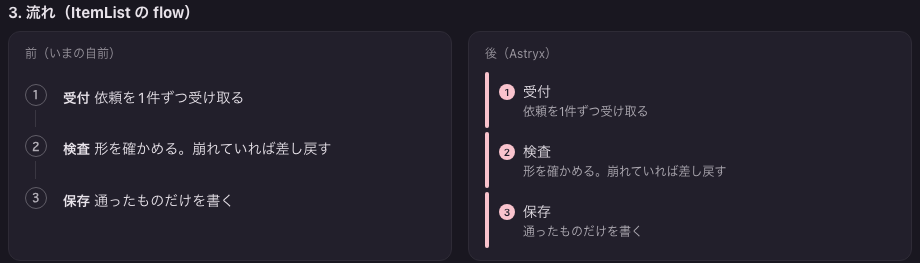 3. 流れ（ItemList の flow）
前（いまの自前）
1 受付 依頼を1件ずつ受け取る
2 検査 形を確かめる。崩れていれば差し戻す
3 保存 通ったものだけを書く
後（Astryx）
1 受付
依頼を1件ずつ受け取る
2 検査
形を確かめる。崩れていれば差し戻す
3 保存
通ったものだけを書く